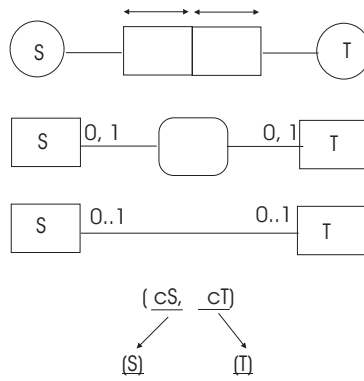 S T
0, 1 0, 1
S T
0..1 0..1
S T
( cS, cT)
(S) (T)